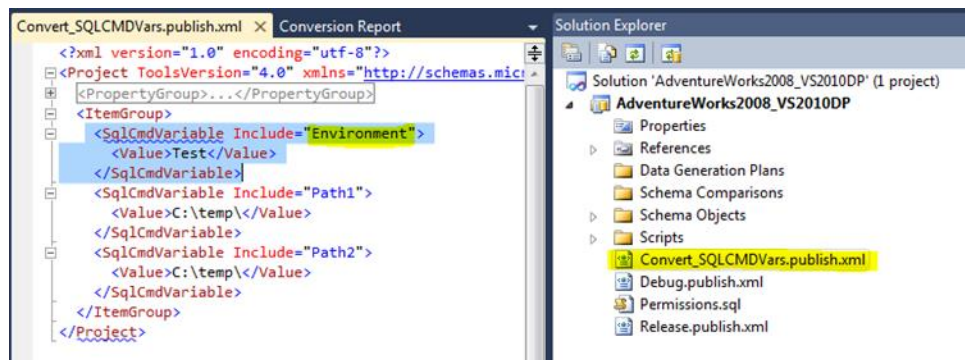 Convert_SQLCMDVars.publish.xml × Conversion Report
<?xml version="1.0" encoding="utf-8"?>
<Project ToolsVersion="4.0" xmlns="http://schemas.micr
<PropertyGroup>...</PropertyGroup>
<ItemGroup>
<SqlCmdVariable Include="Environment">
<Value>Test</Value>
</SqlCmdVariable>
<SqlCmdVariable Include="Path1">
<Value>C:\temp\</Value>
</SqlCmdVariable>
<SqlCmdVariable Include="Path2">
<Value>C:\temp\</Value>
</SqlCmdVariable>
</ItemGroup>
</Project>
Solution Explorer
Solution 'AdventureWorks2008_VS2010DP' (1 project)
AdventureWorks2008_VS2010DP
Properties
References
Data Generation Plans
Schema Comparisons
Schema Objects
Scripts
Convert_SQLCMDVars.publish.xml
Debug.publish.xml
Permissions.sql
Release.publish.xml